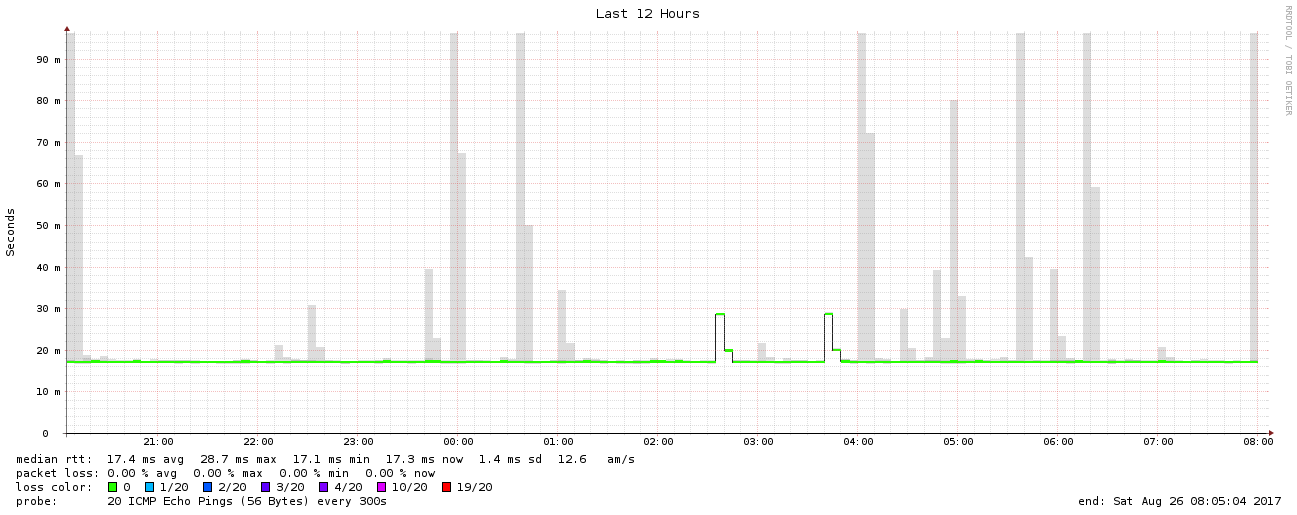 Last 12 Hours
RRDTOOL / TOBI OETIKER
Seconds
90 m
80 m
70 m
60 m
50 m
40 m
30 m
20 m
10 m
0
21:00 22:00 23:00 00:00 01:00 02:00 03:00 04:00 05:00 06:00 07:00 08:00
median rtt: 17.4 ms avg 28.7 ms max 17.1 ms min 17.3 ms now 1.4 ms sd 12.6 am/s
packet loss: 0.00 % avg 0.00 % max 0.00 % min 0.00 % now
loss color: 0 1/20 2/20 3/20 4/20 10/20 19/20
probe: 20 ICMP Echo Pings (56 Bytes) every 300s end: Sat Aug 26 08:05:04 2017